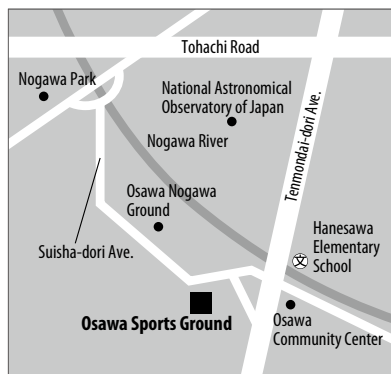 Tohachi Road
Nogawa Park
National Astronomical
Observatory of Japan
Nogawa River
Tenmondai-dori Ave.
Osawa Nogawa
Ground
Suisha-dori Ave.
Hanesawa
Elementary
School
文
Osawa Sports Ground
Osawa
Community Center